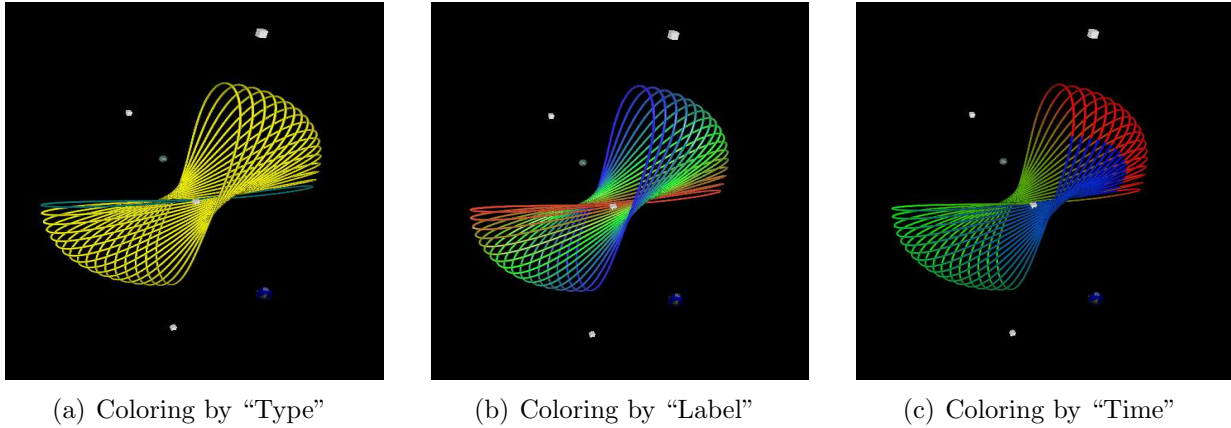 (a) Coloring by “Type”
(b) Coloring by “Label”
(c) Coloring by “Time”